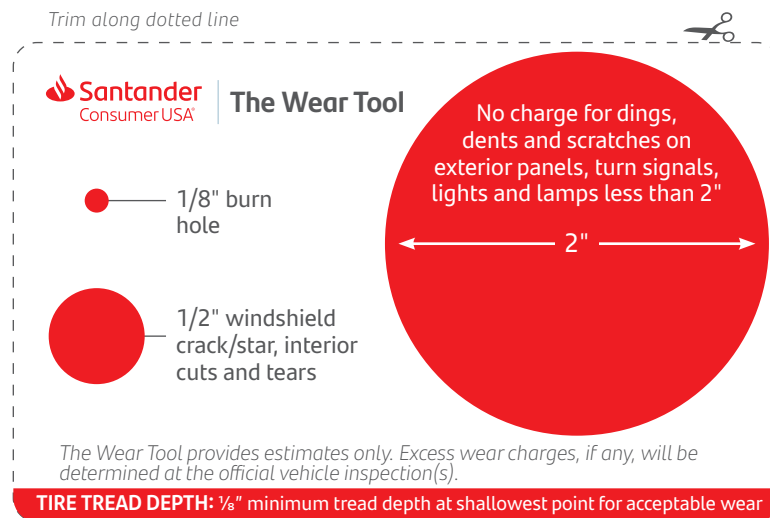 Trim along dotted line
Santander
Consumer USA®
The Wear Tool
No charge for dings,
dents and scratches on
exterior panels, turn signals,
lights and lamps less than 2"
1/8" burn
hole
2"
1/2" windshield
crack/star, interior
cuts and tears
The Wear Tool provides estimates only. Excess wear charges, if any, will be
determined at the official vehicle inspection(s).
TIRE TREAD DEPTH: ⅛" minimum tread depth at shallowest point for acceptable wear